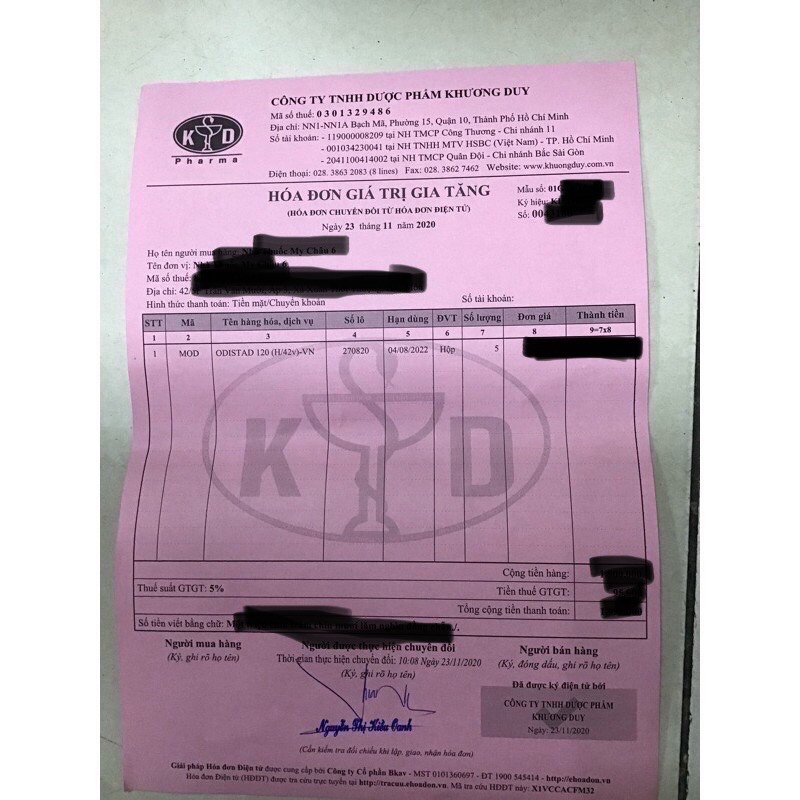 KD
Pharma
CÔNG TY TNHH DƯỢC PHẨM KHƯƠNG DUY
Mã số thuế: 0301329486
Địa chỉ: NN1-NN1A Bạch Mã, Phường 15, Quận 10, Thành Phố Hồ Chí Minh
Số tài khoản: - 119000008209 tại NH TMCP Công Thương - Chi nhánh 11
- 001034230041 tại NH TNHH MTV HSBC (Việt Nam) - TP. Hồ Chí Minh
- 2041100414002 tại NH TMCP Quân Đội - Chi nhánh Bắc Sài Gòn
Điện thoại: 028. 3863 2083 (8 lines) Fax: 028. 3862 7462 Website: www.khuongduy.com.vn
HÓA ĐƠN GIÁ TRỊ GIA TĂNG
(HÓA ĐƠN CHUYỂN ĐỔI TỪ HÓA ĐƠN ĐIỆN TỬ)
Ngày 23 tháng 11 năm 2020
Mẫu số:
Ký hiệu:
Số:
Họ tên người mua hàng: Mỹ Châu 6
Tên đơn vị:
Mã số thuế:
Địa chỉ: 42/
Hình thức thanh toán: Tiền mặt/Chuyển khoản Số tài khoản:
STT Mã Tên hàng hóa, dịch vụ Số lô Hạn dùng ĐVT Số lượng Đơn giá Thành tiền
1 2 3 4 5 6 7 8 9=7x8
1 MOD ODISTAD 120 (H/42v)-VN 270820 04/08/2022 Hộp 5
KD
Cộng tiền hàng:
Thuế suất GTGT: 5% Tiền thuế GTGT:
Tổng cộng tiền thanh toán:
Số tiền viết bằng chữ:
Người mua hàng Người được thực hiện chuyển đổi Người bán hàng
(Ký, ghi rõ họ tên) Thời gian thực hiện chuyển đổi: 10:08 Ngày 23/11/2020 (Ký, đóng dấu, ghi rõ họ tên)
(Ký, ghi rõ họ tên)
Đã được ký điện tử bởi
CÔNG TY TNHH DƯỢC PHẨM
KHƯƠNG DUY
Ngày: 23/11/2020
Nguyễn Thị Kiều Oanh
(Cần kiểm tra đối chiếu khi lập, giao, nhận hóa đơn)
Giải pháp Hóa đơn Điện tử được cung cấp bởi Công ty Cổ phần Bkav - MST 0101360697 - ĐT 1900 545414 - http://ehoadon.vn
Hóa đơn Điện tử (HĐĐT) được tra cứu trực tuyến tại http://tracuu.ehoadon.vn. Mã tra cứu HĐĐT này: X1VCCACFM32